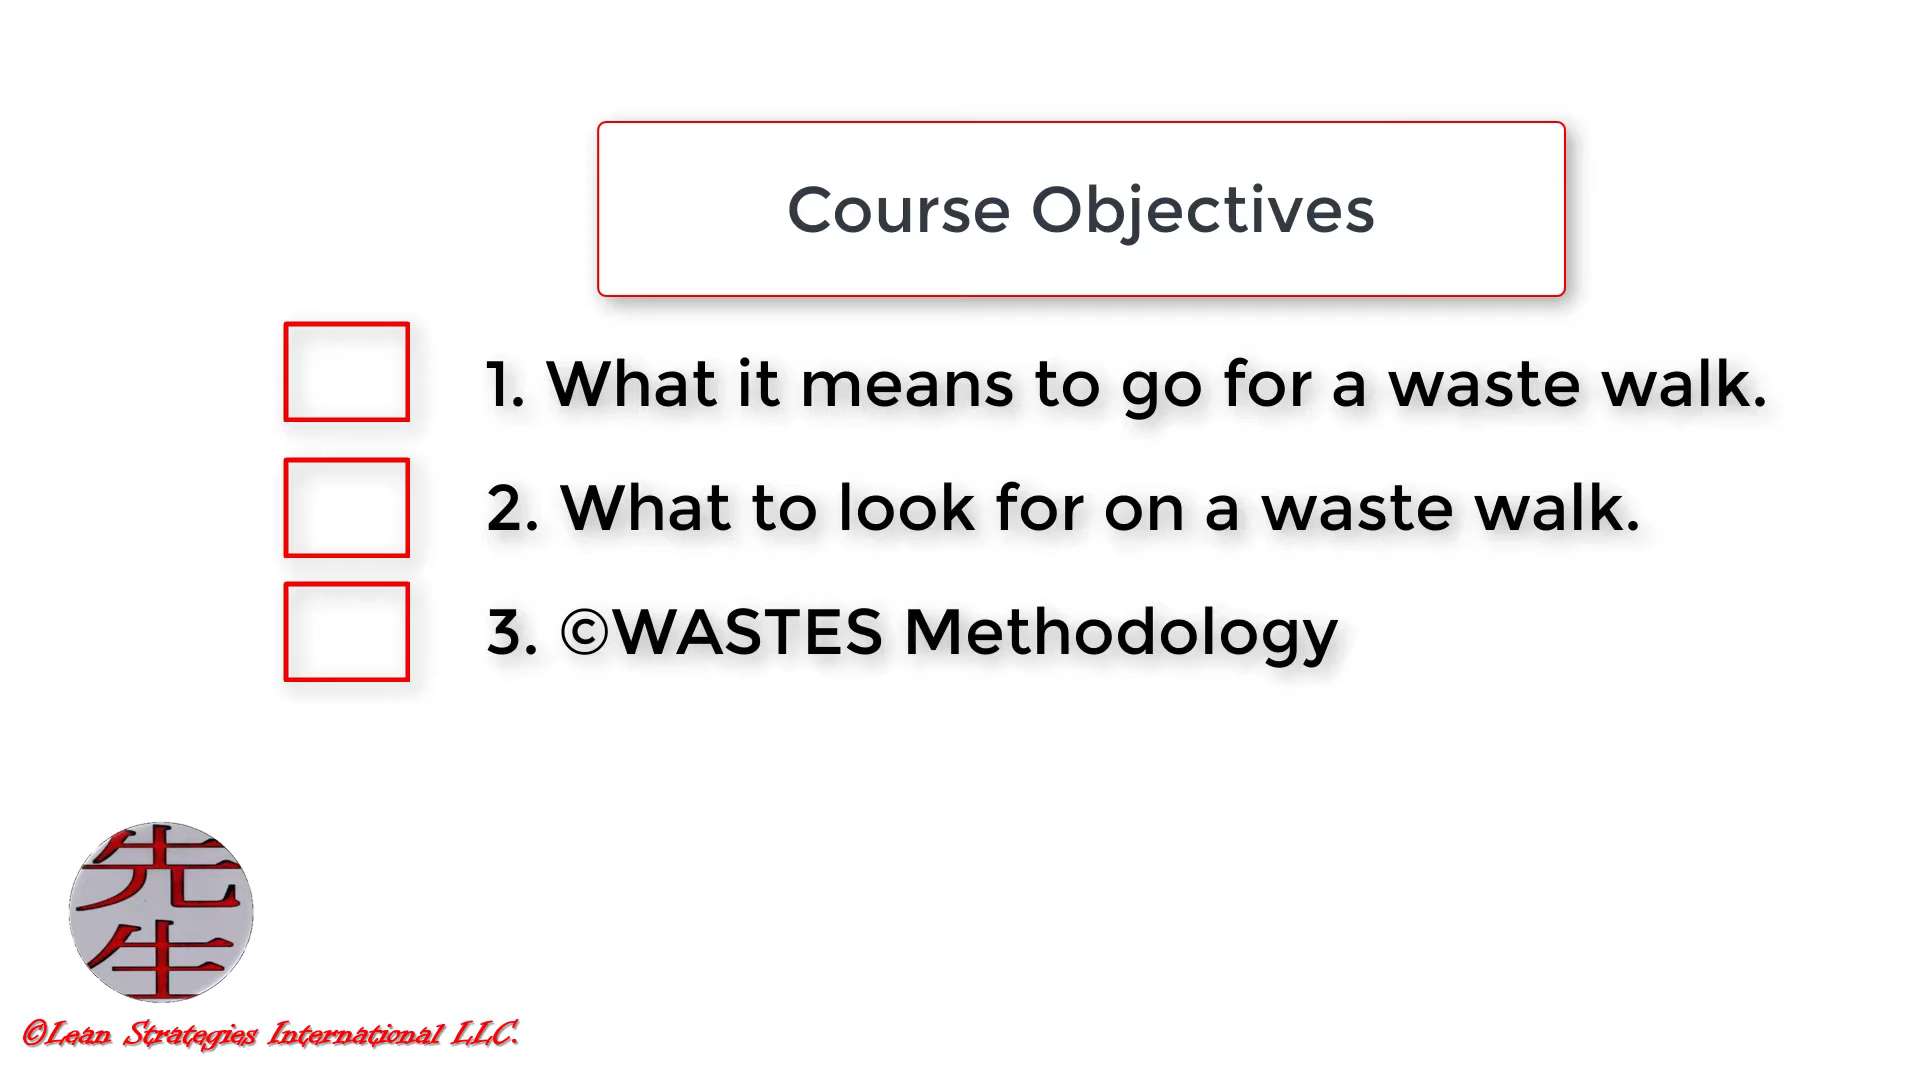 Course Objectives
1. What it means to go for a waste walk.
2. What to look for on a waste walk.
3. ©WASTES Methodology
先
生
©Lean Strategies International LLC.